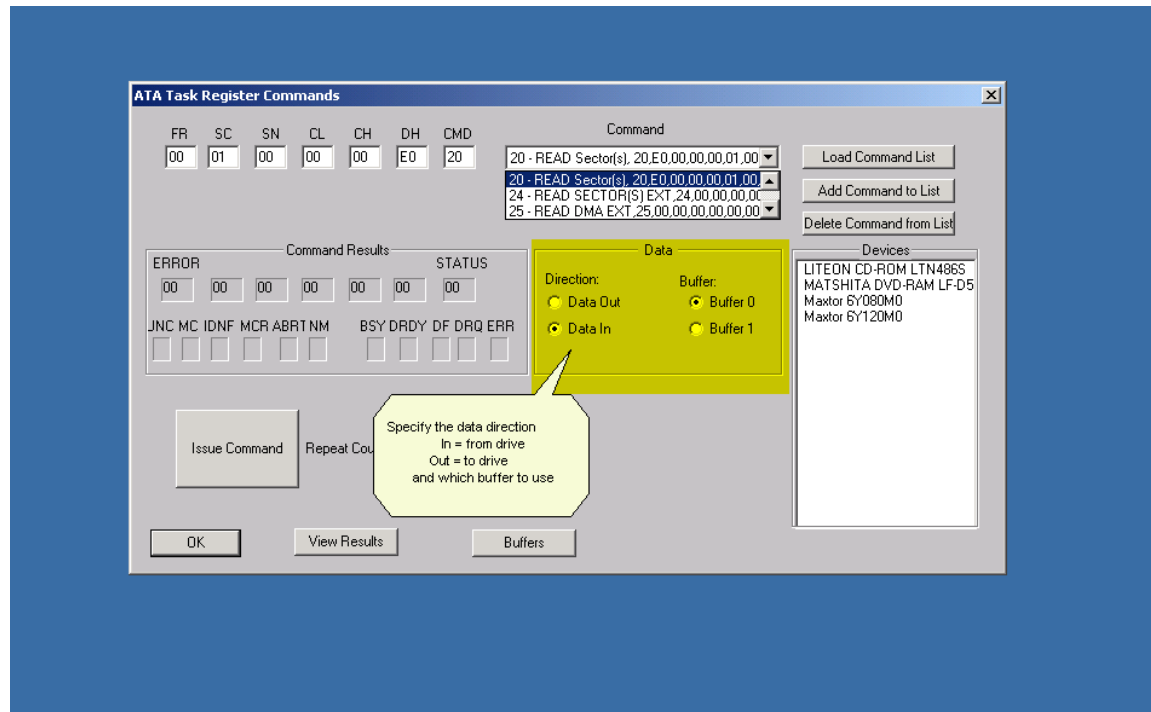 ATA Task Register Commands
FR SC SN CL CH DH CMD
00 01 00 00 00 E0 20
Command
20 - READ Sector(s), 20,E0,00,00,00,01,00
20 - READ Sector(s), 20,E0,00,00,00,01,00,
24 - READ SECTOR(S) EXT,24,00,00,00,00
25 - READ DMA EXT,25,00,00,00,00,00,00
Load Command List
Add Command to List
Delete Command from List
Command Results
ERROR STATUS
00 00 00 00 00 00 00
UNC MC IDNF MCR ABRT NM BSY DRDY DF DRQ ERR
Data
Direction: Buffer:
Data Out Buffer 0
Data In Buffer 1
Devices
LITEON CD-ROM LTN486S
MATSHITA DVD-RAM LF-D5
Maxtor 6Y080M0
Maxtor 6Y120M0
Specify the data direction
In = from drive
Out = to drive
and which buffer to use
Issue Command Repeat Cou
OK View Results Buffers